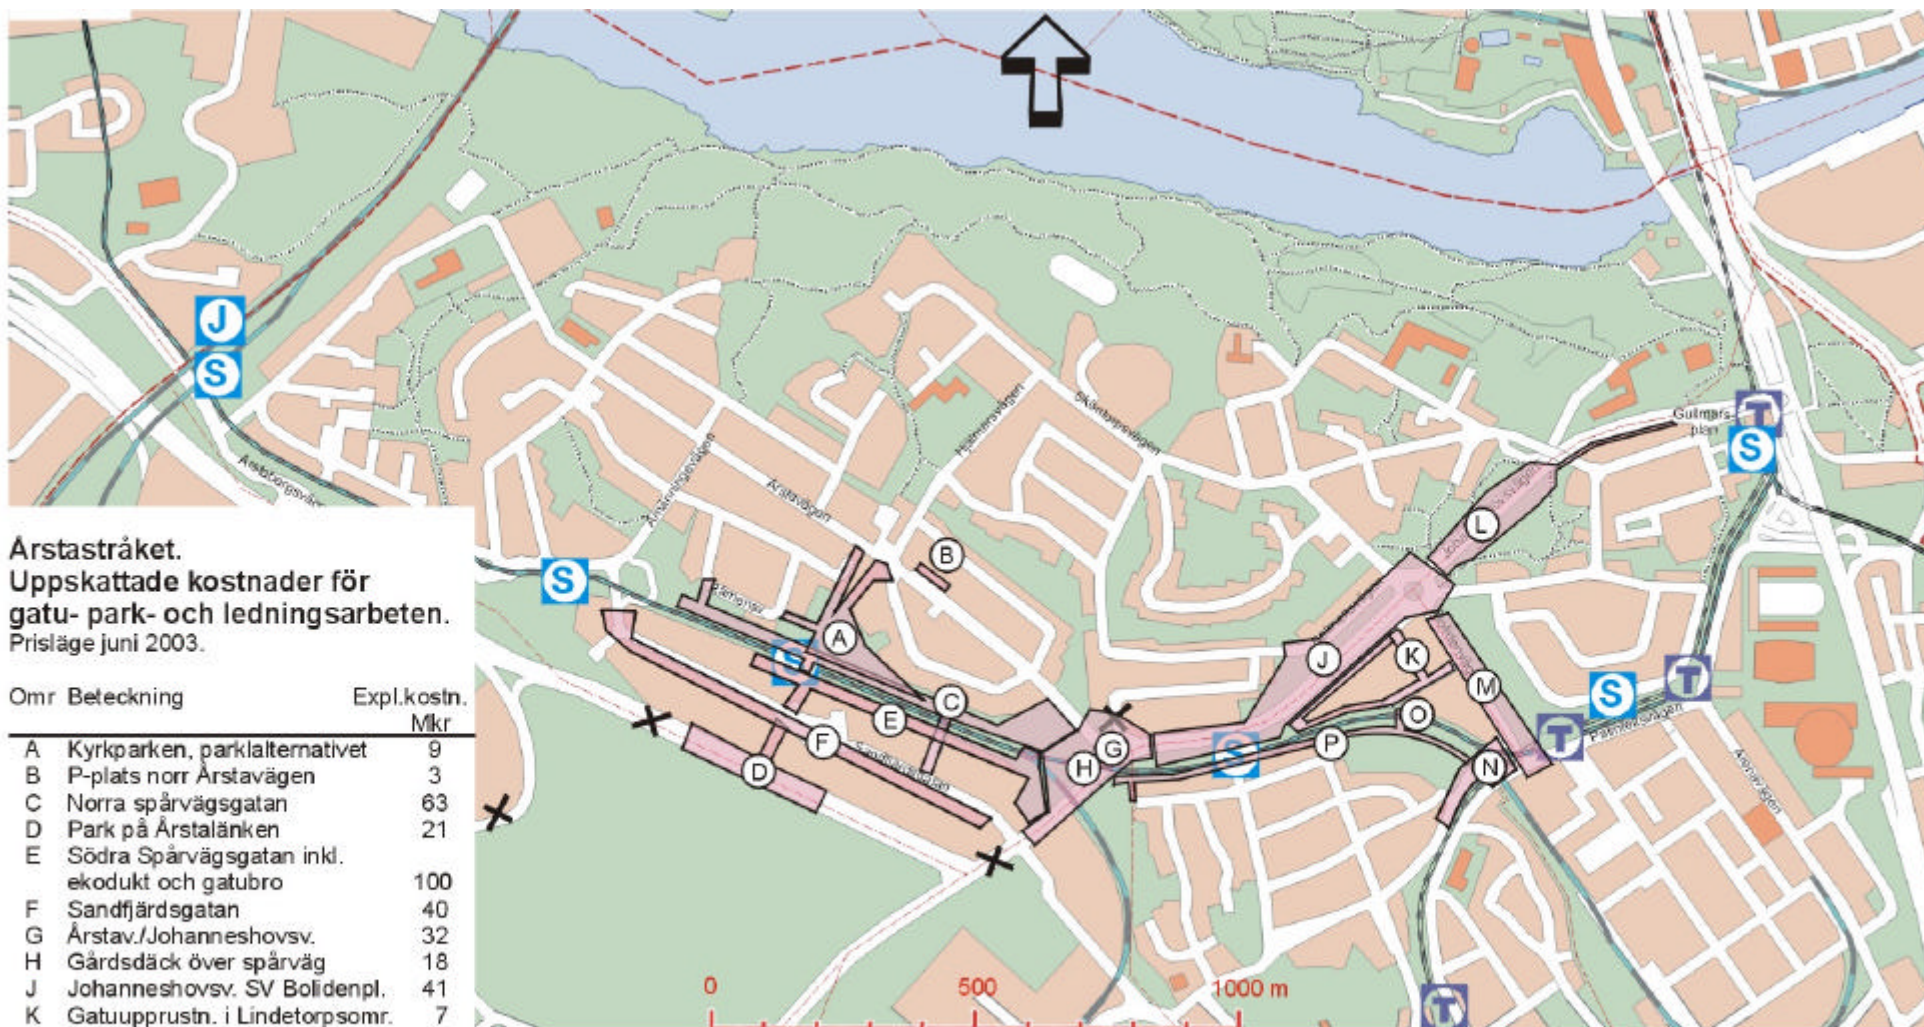 J
S
Gullmars
plan
T
S
Skäntorpsvägen
Hjälmarsvägen
Årstavägen
L
B
S
A
S
J
K
C
M
S
T
E
O
F
G
P
S
T
H
D
N
Årstastråket.
Uppskattade kostnader för
gatu- park- och ledningsarbeten.
Prisläge juni 2003.
Omr Beteckning Expl.kostn.
Mkr
A Kyrkparken, parklalternativet 9
B P-plats norr Årstavägen 3
C Norra spårvägsgatan 63
D Park på Årstalänken 21
E Södra Spårvägsgatan inkl.
ekodukt och gatubro 100
F Sandfjärdsgatan 40
G Årstav./Johanneshovsv. 32
H Gårdsdäck över spårväg 18
J Johanneshovsv. SV Bolidenpl. 41
K Gatuupprustn. i Lindetorpsomr. 7
0 500 1000 m
T